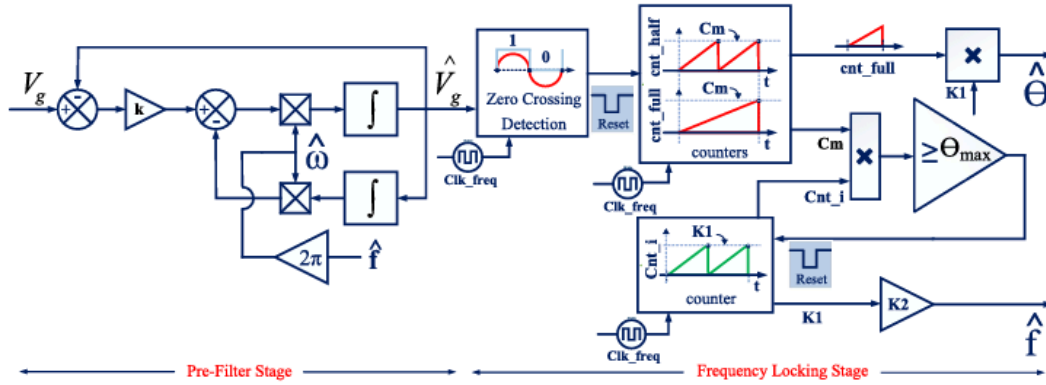 V_g
+
-
k
+
-
∫
ω̂
∫
2π
f̂
V̂_g
1
0
Zero Crossing
Detection
Clk_freq
Reset
cnt_half
Cm
t
cnt_full
Cm
t
counters
Clk_freq
cnt_full
K1
Θ̂
Cm
Cnt_i
≥Θmax
Cnt_i
K1
t
counter
Clk_freq
Reset
K1
K2
f̂
Pre-Filter Stage
Frequency Locking Stage